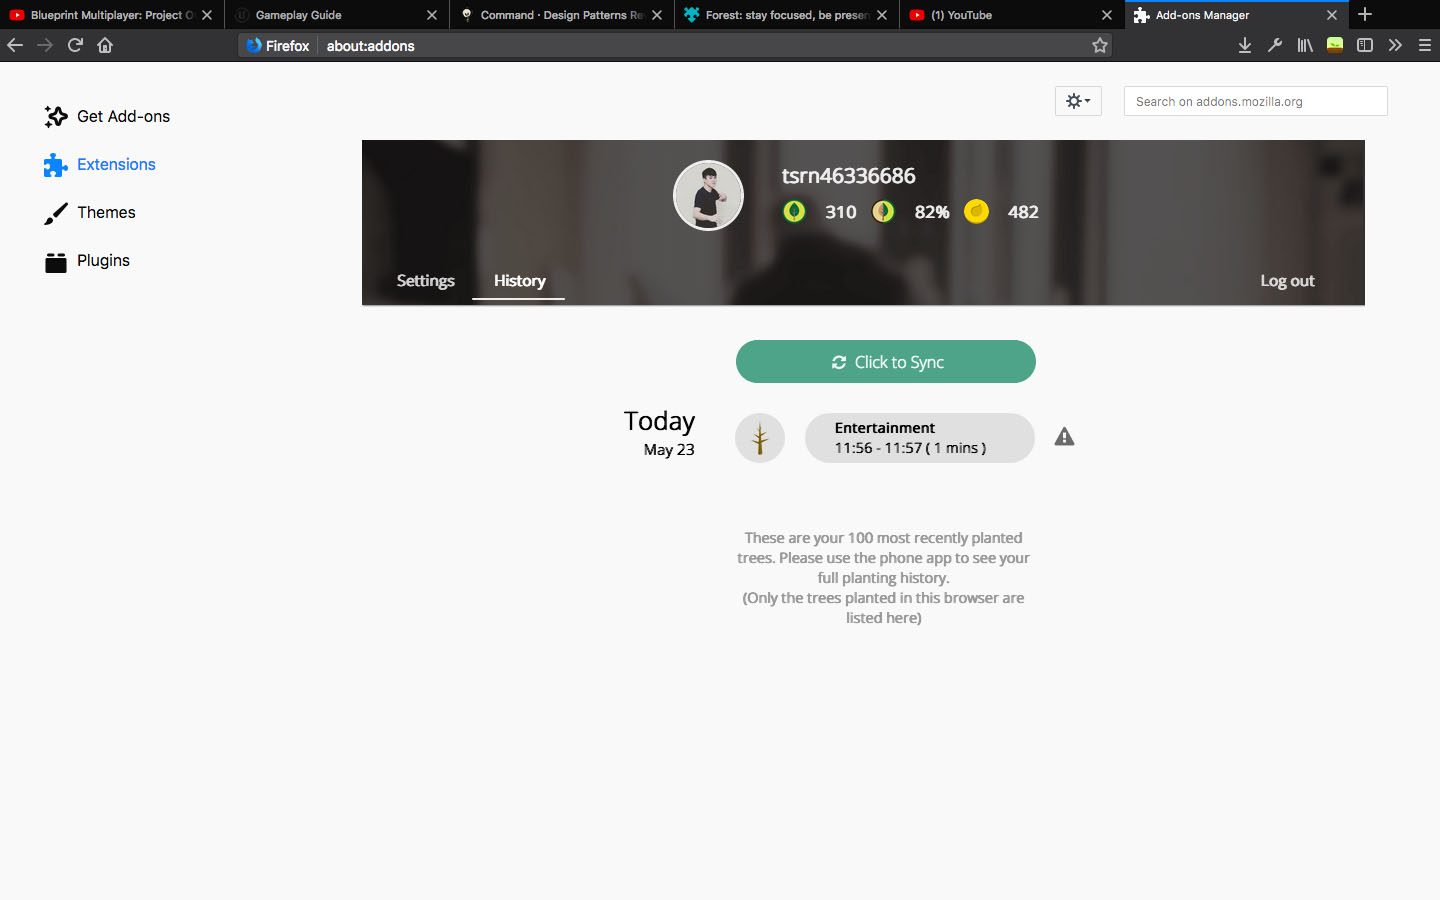 Blueprint Multiplayer: Project O
Gameplay Guide
Command · Design Patterns Re
Forest: stay focused, be presen
(1) YouTube
Add-ons Manager
Firefox
about:addons
Get Add-ons
Extensions
Themes
Plugins
Search on addons.mozilla.org
tsrn46336686
310
82%
482
Settings
History
Log out
Click to Sync
Today
May 23
Entertainment
11:56 - 11:57 ( 1 mins )
These are your 100 most recently planted
trees. Please use the phone app to see your
full planting history.
(Only the trees planted in this browser are
listed here)